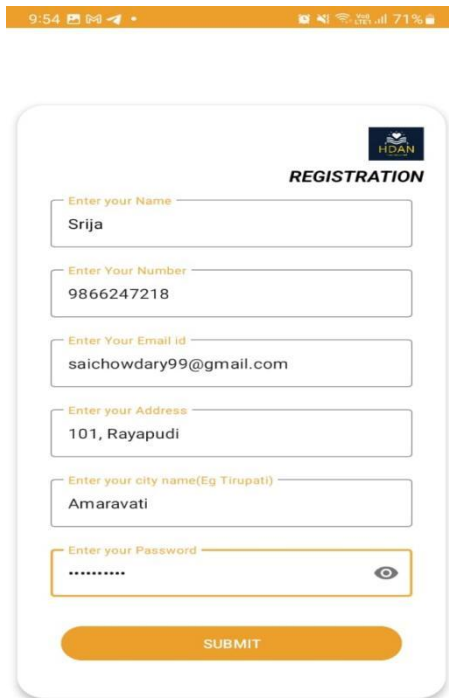 9:54
71%
HDAN
REGISTRATION
Enter your Name
Srija
Enter Your Number
9866247218
Enter Your Email id
saichowdary99@gmail.com
Enter your Address
101, Rayapudi
Enter your city name(Eg Tirupati)
Amaravati
Enter your Password
••••••••••
SUBMIT